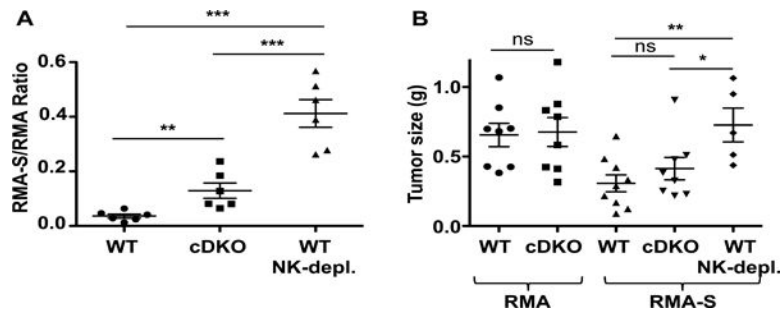 A
***
***
**
RMA-S/RMA Ratio
0.6
0.4
0.2
0.0
WT
cDKO
WT
NK-depl.
B
**
ns
ns
*
Tumor size (g)
1.0
0.5
0.0
WT cDKO WT cDKO WT
NK-depl.
RMA RMA-S